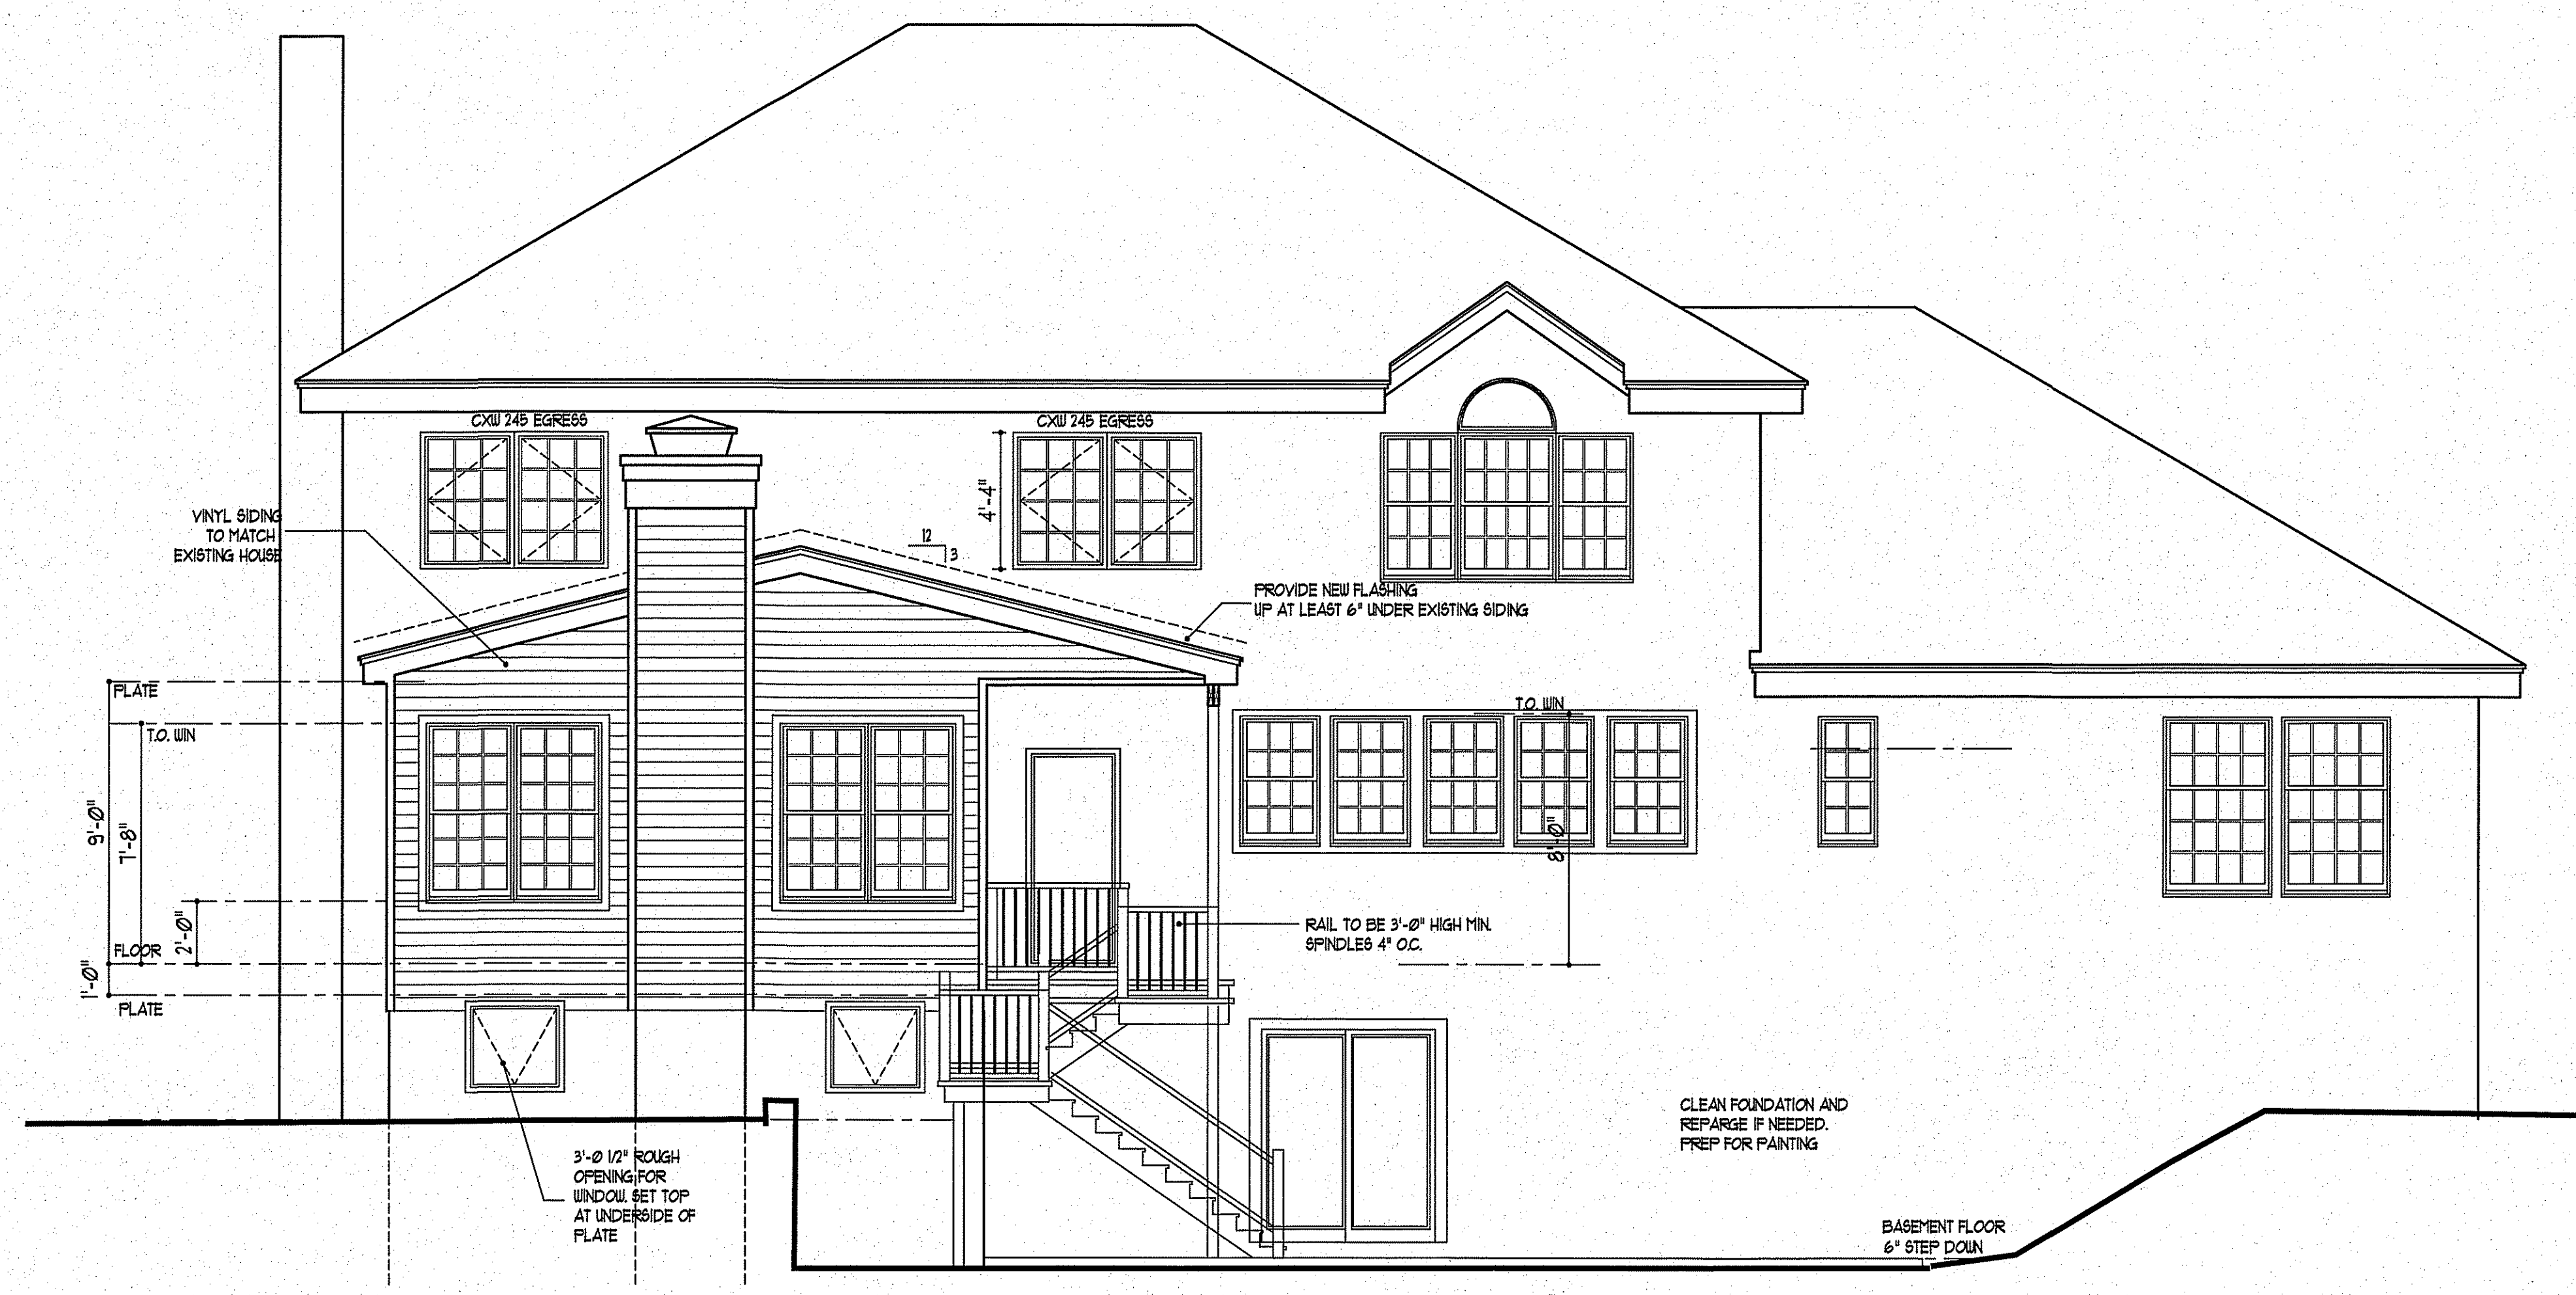 CXW 245 EGRESS
CXW 245 EGRESS
4'-4"
VINYL SIDING
TO MATCH
EXISTING HOUSE
12
3
PROVIDE NEW FLASHING
UP AT LEAST 6" UNDER EXISTING SIDING
PLATE
T.O. WIN
T.O. WIN
9'-0"
7'-8"
8'-0"
2'-0"
FLOOR
1'-0"
PLATE
RAIL TO BE 3'-0" HIGH MIN.
SPINDLES 4" O.C.
CLEAN FOUNDATION AND
REPARGE IF NEEDED.
PREP FOR PAINTING
3'-0 1/2" ROUGH
OPENING FOR
WINDOW. SET TOP
AT UNDERSIDE OF
PLATE
BASEMENT FLOOR
6" STEP DOWN